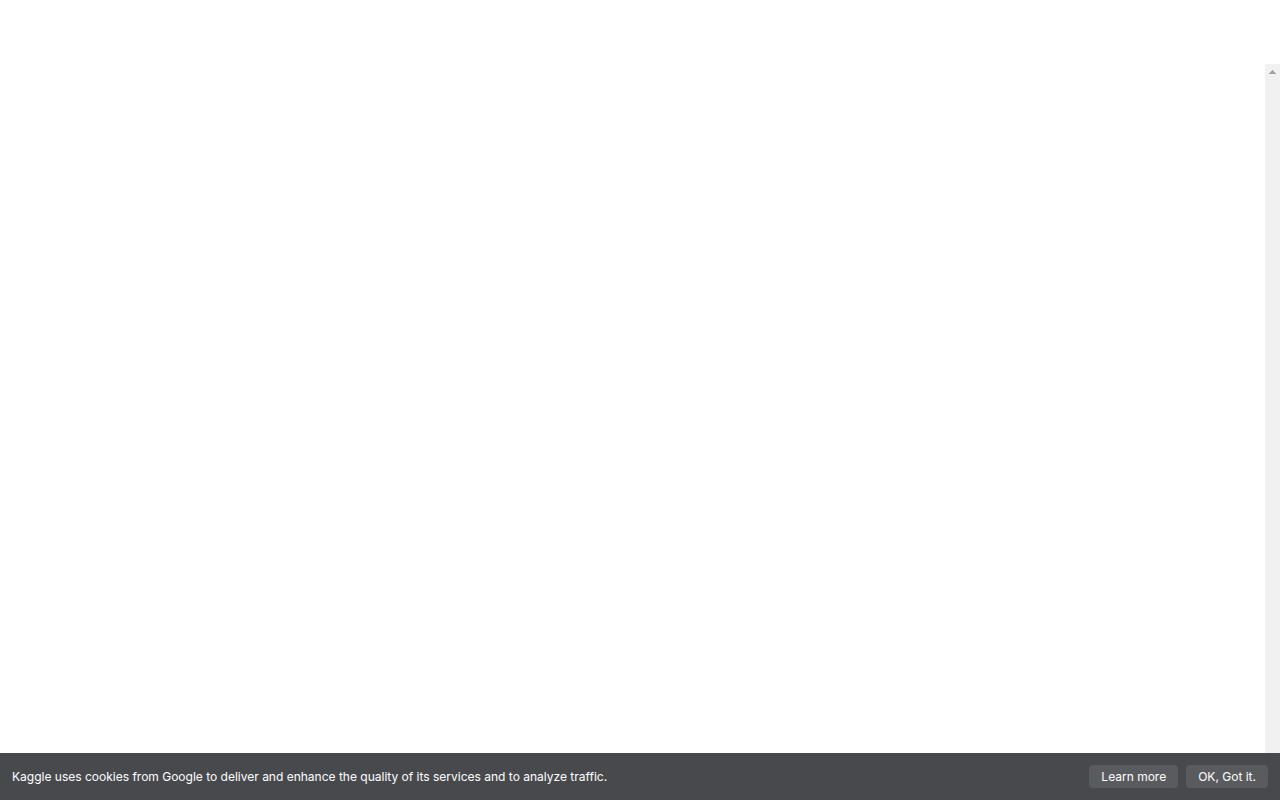 Kaggle uses cookies from Google to deliver and enhance the quality of its services and to analyze traffic.
Learn more
OK, Got it.